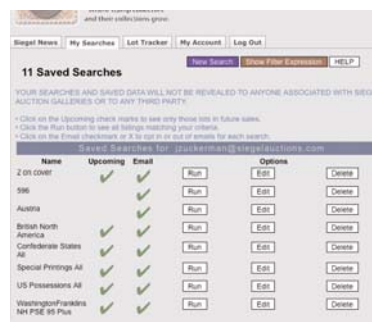 and their collections grow.
Siegel News My Searches Lot Tracker My Account Log Out
New Search Show Filter Expression HELP
11 Saved Searches
YOUR SEARCHES AND SAVED DATA WILL NOT BE REVEALED TO ANYONE ASSOCIATED WITH SIEG
AUCTION GALLERIES OR TO ANY THIRD PARTY.
• Click on the Upcoming check marks to see only those lots in future sales.
• Click the Run button to see all listings matching your criteria.
• Click on the Email checkmark or X to opt in or out of emails for each search.
Saved Searches for jzuckerman@siegelauctions.com
Name Upcoming Email Options
2 on cover Run Edit Delete
596 Run Edit Delete
Austria Run Edit Delete
British North
America Run Edit Delete
Confederate States
All Run Edit Delete
Special Printings All Run Edit Delete
US Possessions All Run Edit Delete
WashingtonFranklins
NH PSE 95 Plus Run Edit Delete